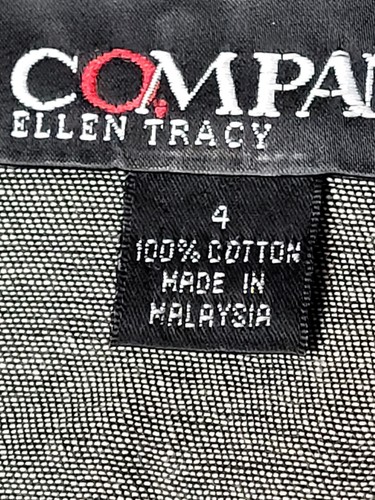 COMPA
ELLEN TRACY
4
100% COTTON
MADE IN
MALAYSIA